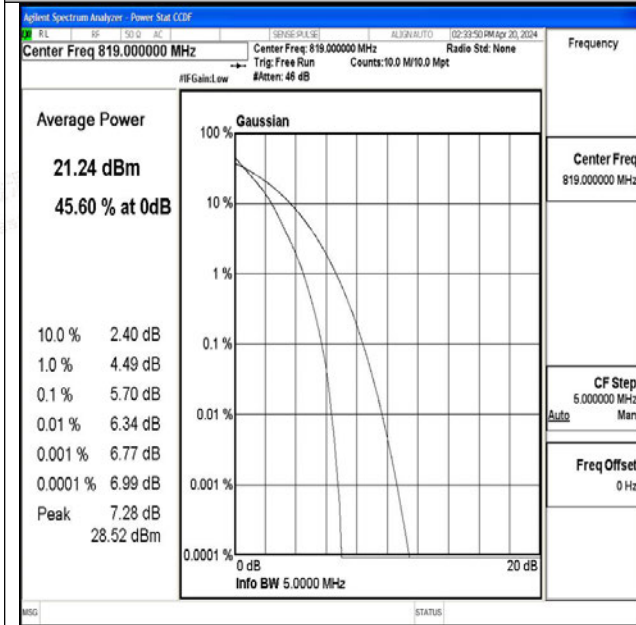 Agilent Spectrum Analyzer - Power Stat CCDF
RL RF 50 Ω AC SENSE:PULSE ALIGNAUTO 02:33:50 PM Apr 20, 2024
Center Freq 819.000000 MHz
Center Freq: 819.000000 MHz Radio Std: None
Trig: Free Run Counts:10.0 M/10.0 Mpt
#IFGain:Low #Atten: 46 dB
Frequency
Average Power
21.24 dBm
45.60 % at 0dB
10.0 % 2.40 dB
1.0 % 4.49 dB
0.1 % 5.70 dB
0.01 % 6.34 dB
0.001 % 6.77 dB
0.0001 % 6.99 dB
Peak 7.28 dB
28.52 dBm
Gaussian
100 %
10 %
1 %
0.1 %
0.01 %
0.001 %
0.0001 %
0 dB 20 dB
Info BW 5.0000 MHz
Center Freq
819.000000 MHz
CF Step
5.000000 MHz
Auto Man
Freq Offset
0 Hz
MSG STATUS